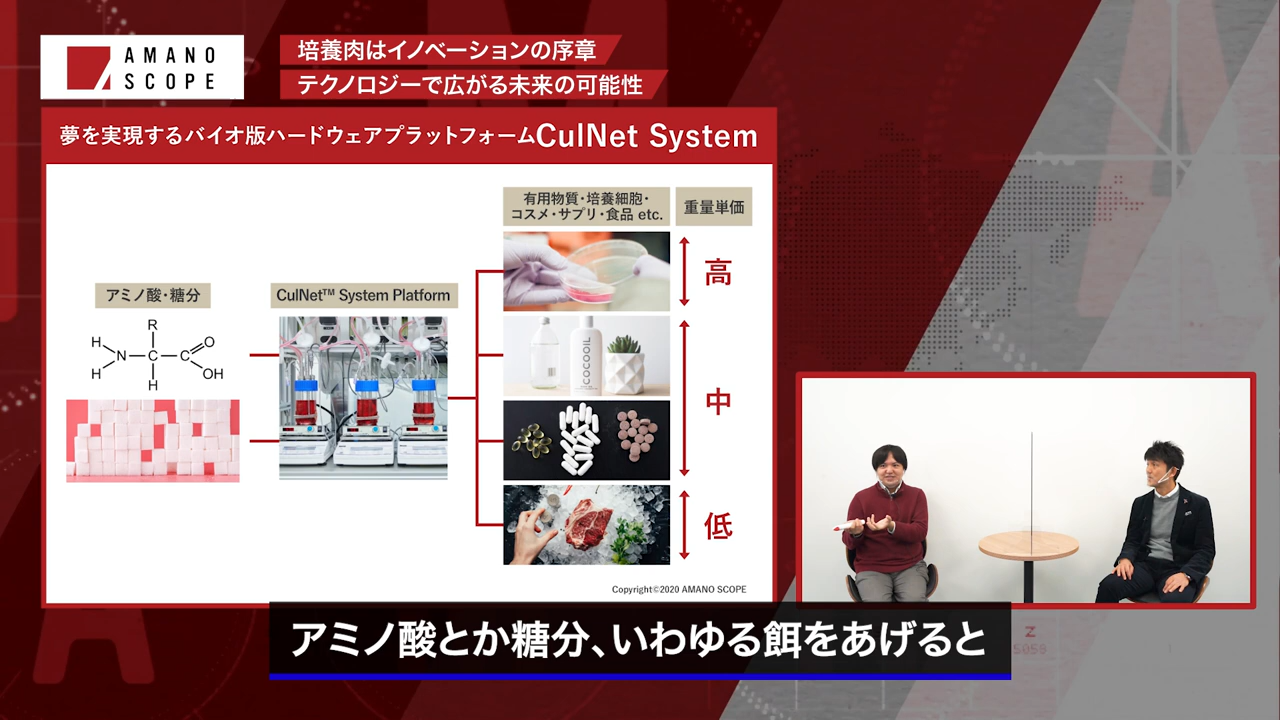 AMANO
SCOPE
培養肉はイノベーションの序章
テクノロジーで広がる未来の可能性
夢を実現するバイオ版ハードウェアプラットフォームCulNet System
有用物質・培養細胞・
コスメ・サプリ・食品 etc.
重量単価
高
アミノ酸・糖分
CulNet™ System Platform
R
H
N
C
C
O
H
H
OH
COCOOIL
中
低
Copyright©2020 AMANO SCOPE
アミノ酸とか糖分、いわゆる餌をあげると
Z
5059